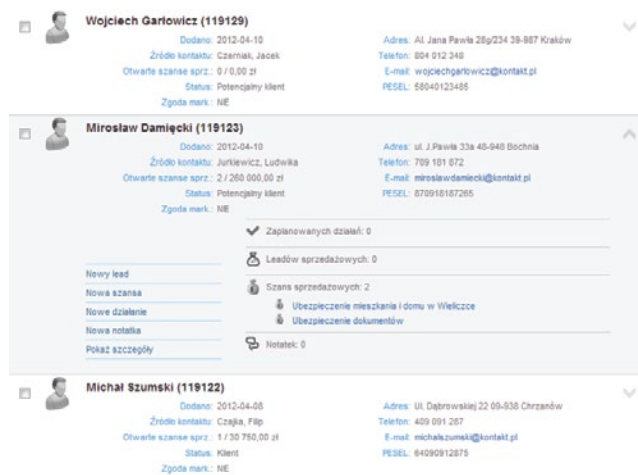 Wojciech Garłowicz (119129)
Dodano: 2012-04-10
Źródło kontaktu: Czerniak, Jacek
Otwarte szanse sprz.: 0 / 0,00 zł
Status: Potencjalny klient
Zgoda mark.: NIE
Adres: Al. Jana Pawła 28g/234 39-987 Kraków
Telefon: 804 012 348
E-mail: wojciechgarlowicz@kontakt.pl
PESEL: 58040123485
Mirosław Damięcki (119123)
Dodano: 2012-04-10
Źródło kontaktu: Jurkiewicz, Ludwika
Otwarte szanse sprz.: 2 / 260 000,00 zł
Status: Potencjalny klient
Zgoda mark.: NIE
Adres: ul. J.Pawła 33a 48-948 Bochnia
Telefon: 709 181 872
E-mail: miroslawdamiecki@kontakt.pl
PESEL: 870918187265
Nowy lead
Nowa szansa
Nowe działanie
Nowa notatka
Pokaż szczegóły
Zaplanowanych działań: 0
Leadów sprzedażowych: 0
Szans sprzedażowych: 2
Ubezpieczenie mieszkania i domu w Wieliczce
Ubezpieczenie dokumentów
Notatek: 0
Michał Szumski (119122)
Dodano: 2012-04-08
Źródło kontaktu: Czajka, Filip
Otwarte szanse sprz.: 1 / 30 750,00 zł
Status: Klient
Zgoda mark.: NIE
Adres: Ul. Dąbrowskiej 22 09-938 Chrzanów
Telefon: 409 091 287
E-mail: michalszumski@kontakt.pl
PESEL: 64090912875